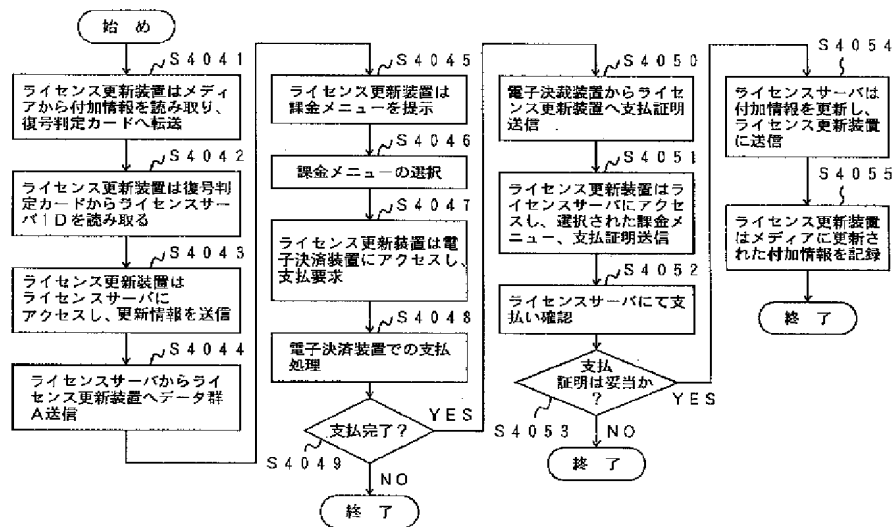 始 め
S4041
ライセンス更新装置はメディ
アから付加情報を読み取り、
復号判定カードへ転送
S4042
ライセンス更新装置は復号判
定カードからライセンスサー
バIDを読み取る
S4043
ライセンス更新装置は
ライセンスサーバに
アクセスし、更新情報を送信
S4044
ライセンスサーバからライ
センス更新装置へデータ群
A送信
S4045
ライセンス更新装置は
課金メニューを提示
S4046
課金メニューの選択
S4047
ライセンス更新装置は電
子決済装置にアクセスし、
支払要求
S4048
電子決済装置での支払
処理
支払完了?
YES
S4049
NO
終 了
S4050
電子決裁装置からライセ
ンス更新装置へ支払証明
送信
S4051
ライセンス更新装置はライ
センスサーバにアクセス
し、選択された課金メ
ニュー、支払証明送信
S4052
ライセンスサーバにて支
払い確認
支払
証明は妥当か
?
YES
S4053
NO
終 了
S4054
ライセンスサーバは
付加情報を更新し、
ライセンス更新装置
に送信
S4055
ライセンス更新装置
はメディアに更新さ
れた付加情報を記録
終 了